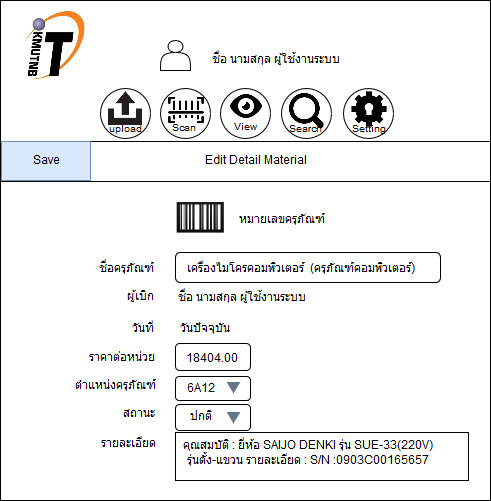 KMUTNB
iT
ชื่อ นามสกุล ผู้ใช้งานระบบ
upload Scan View Search Setting
Save Edit Detail Material
หมายเลขครุภัณฑ์
ชื่อครุภัณฑ์ เครื่องไมโครคอมพิวเตอร์ (ครุภัณฑ์คอมพิวเตอร์)
ผู้เบิก ชื่อ นามสกุล ผู้ใช้งานระบบ
วันที่ วันปัจจุบัน
ราคาต่อหน่วย 18404.00
ตำแหน่งครุภัณฑ์ 6A12
สถานะ ปกติ
รายละเอียด คุณสมบัติ : ยี่ห้อ SAIJO DENKI รุ่น SUE-33(220V)
รุ่นตั้ง-แขวน รายละเอียด : S/N :0903C00165657